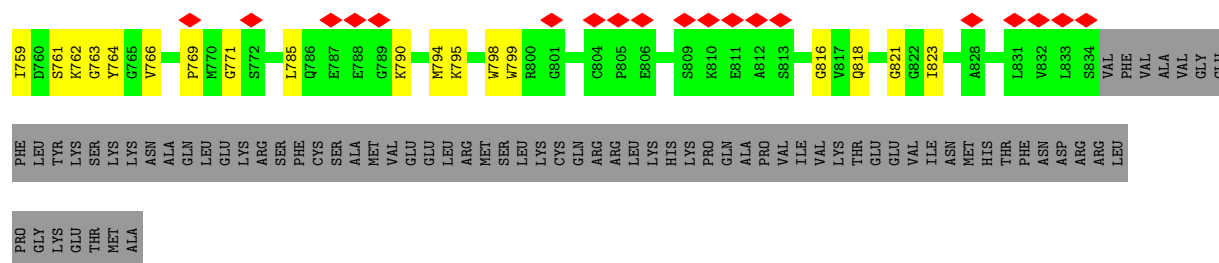 I759 D760 S761 K762 G763 Y764 G765 V766 P769 M770 G771 S772 L785 Q786 E787 E788 G789 K790 M794 K795 W798 W799 R800 G801 C804 P805 E806 S809 K810 E811 A812 S813 G816 V817 Q818 G821 G822 I823 A828 L831 V832 L833 S834 VAL PHE VAL ALA VAL GLY GLU
PHE LEU TYR LYS SER LYS LYS ASN ALA GLN LEU GLU LYS ARG SER PHE CYS SER ALA MET VAL GLU GLU LEU ARG MET SER LEU LYS CYS GLN ARG ARG LEU LYS HIS LYS PRO GLN ALA PRO VAL ILE VAL LYS THR GLU GLU VAL ILE ASN MET HIS THR PHE ASN ASP ARG ARG LEU
PRO GLY LYS GLU THR MET ALA